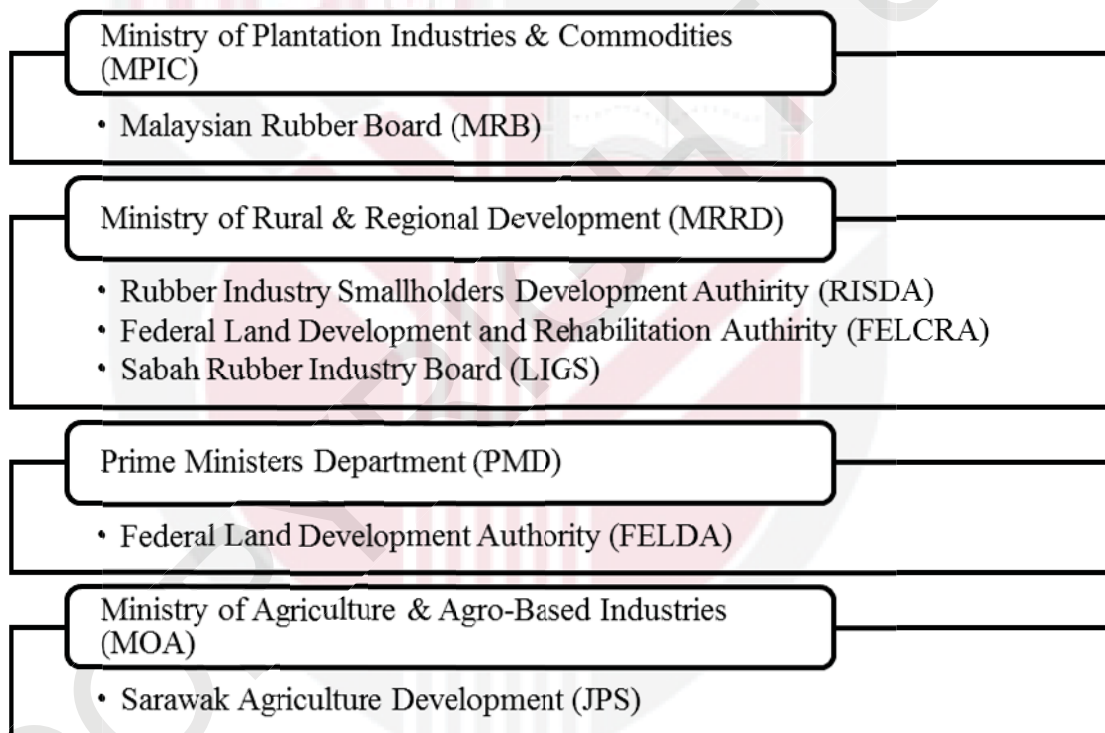 Ministry of Plantation Industries & Commodities
(MPIC)
• Malaysian Rubber Board (MRB)
Ministry of Rural & Regional Development (MRRD)
• Rubber Industry Smallholders Development Authirity (RISDA)
• Federal Land Development and Rehabilitation Authirity (FELCRA)
• Sabah Rubber Industry Board (LIGS)
Prime Ministers Department (PMD)
• Federal Land Development Authority (FELDA)
Ministry of Agriculture & Agro-Based Industries
(MOA)
• Sarawak Agriculture Development (JPS)
COPYRIGHT